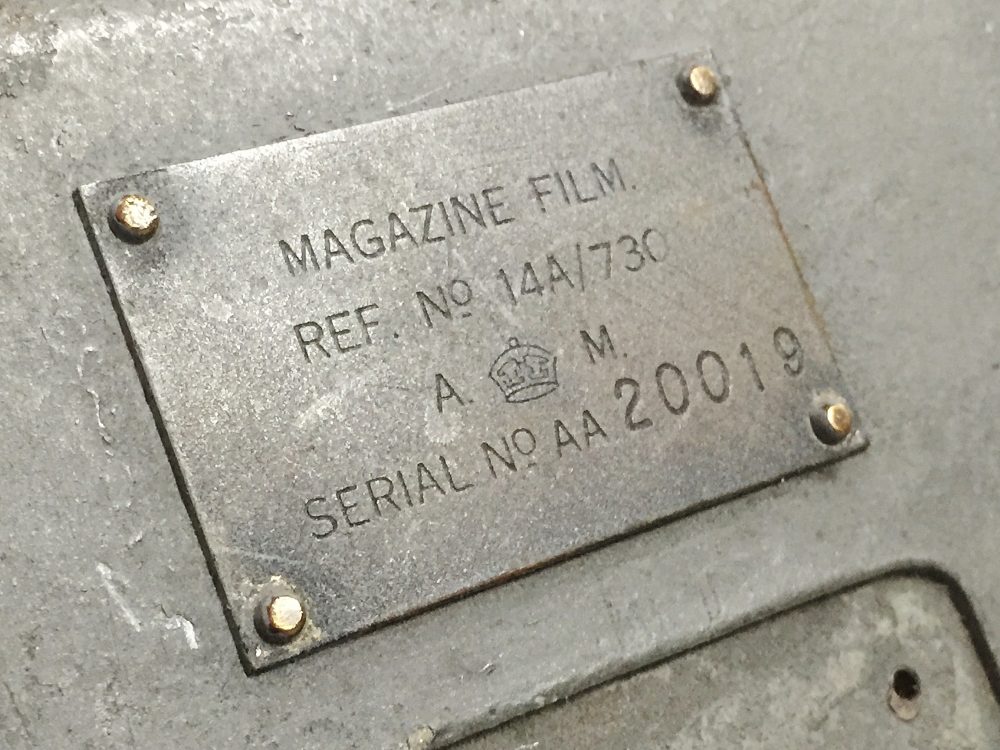 MAGAZINE FILM.
REF. Nº 14A/730
A. M.
SERIAL Nº AA 20019